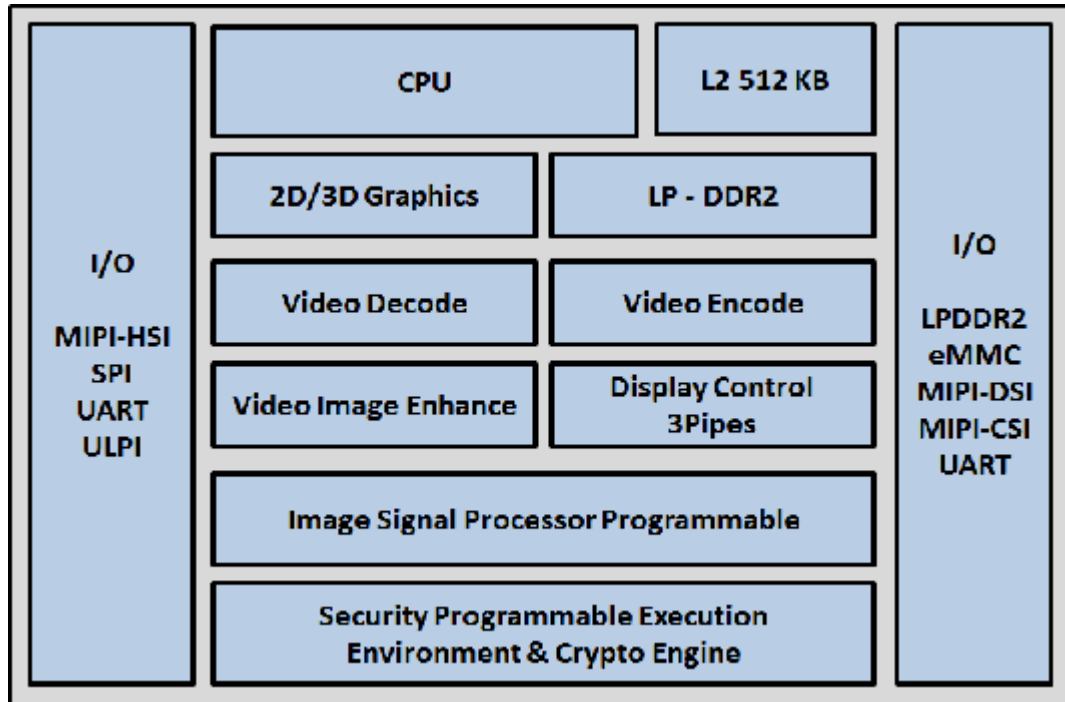 I/O
MIPI-HSI
SPI
UART
ULPI
CPU
L2 512 KB
2D/3D Graphics
LP - DDR2
Video Decode
Video Encode
Video Image Enhance
Display Control
3Pipes
Image Signal Processor Programmable
Security Programmable Execution
Environment & Crypto Engine
I/O
LPDDR2
eMMC
MIPI-DSI
MIPI-CSI
UART